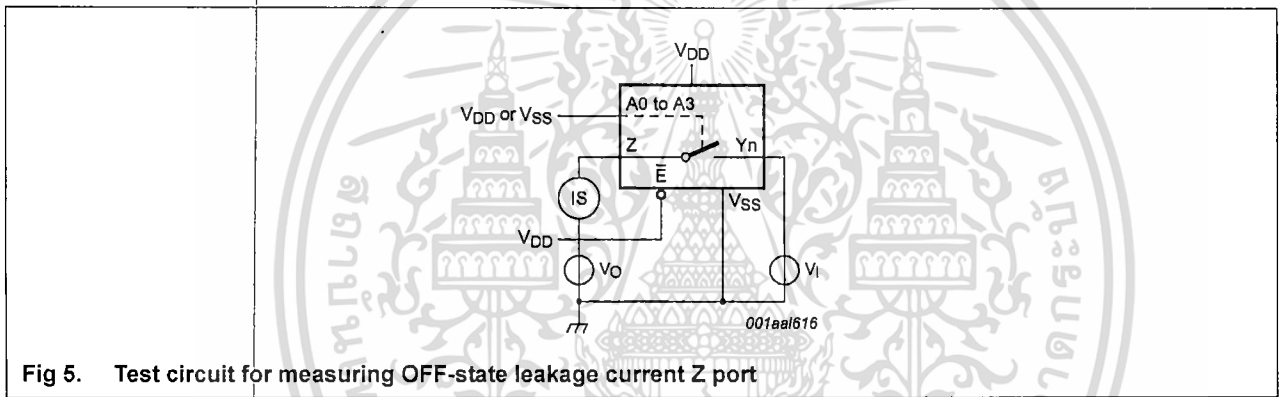 VDD
A0 to A3
VDD or VSS
Z
Yn
E̅
IS
VSS
VDD
VO
VI
001aal616
Fig 5. Test circuit for measuring OFF-state leakage current Z port